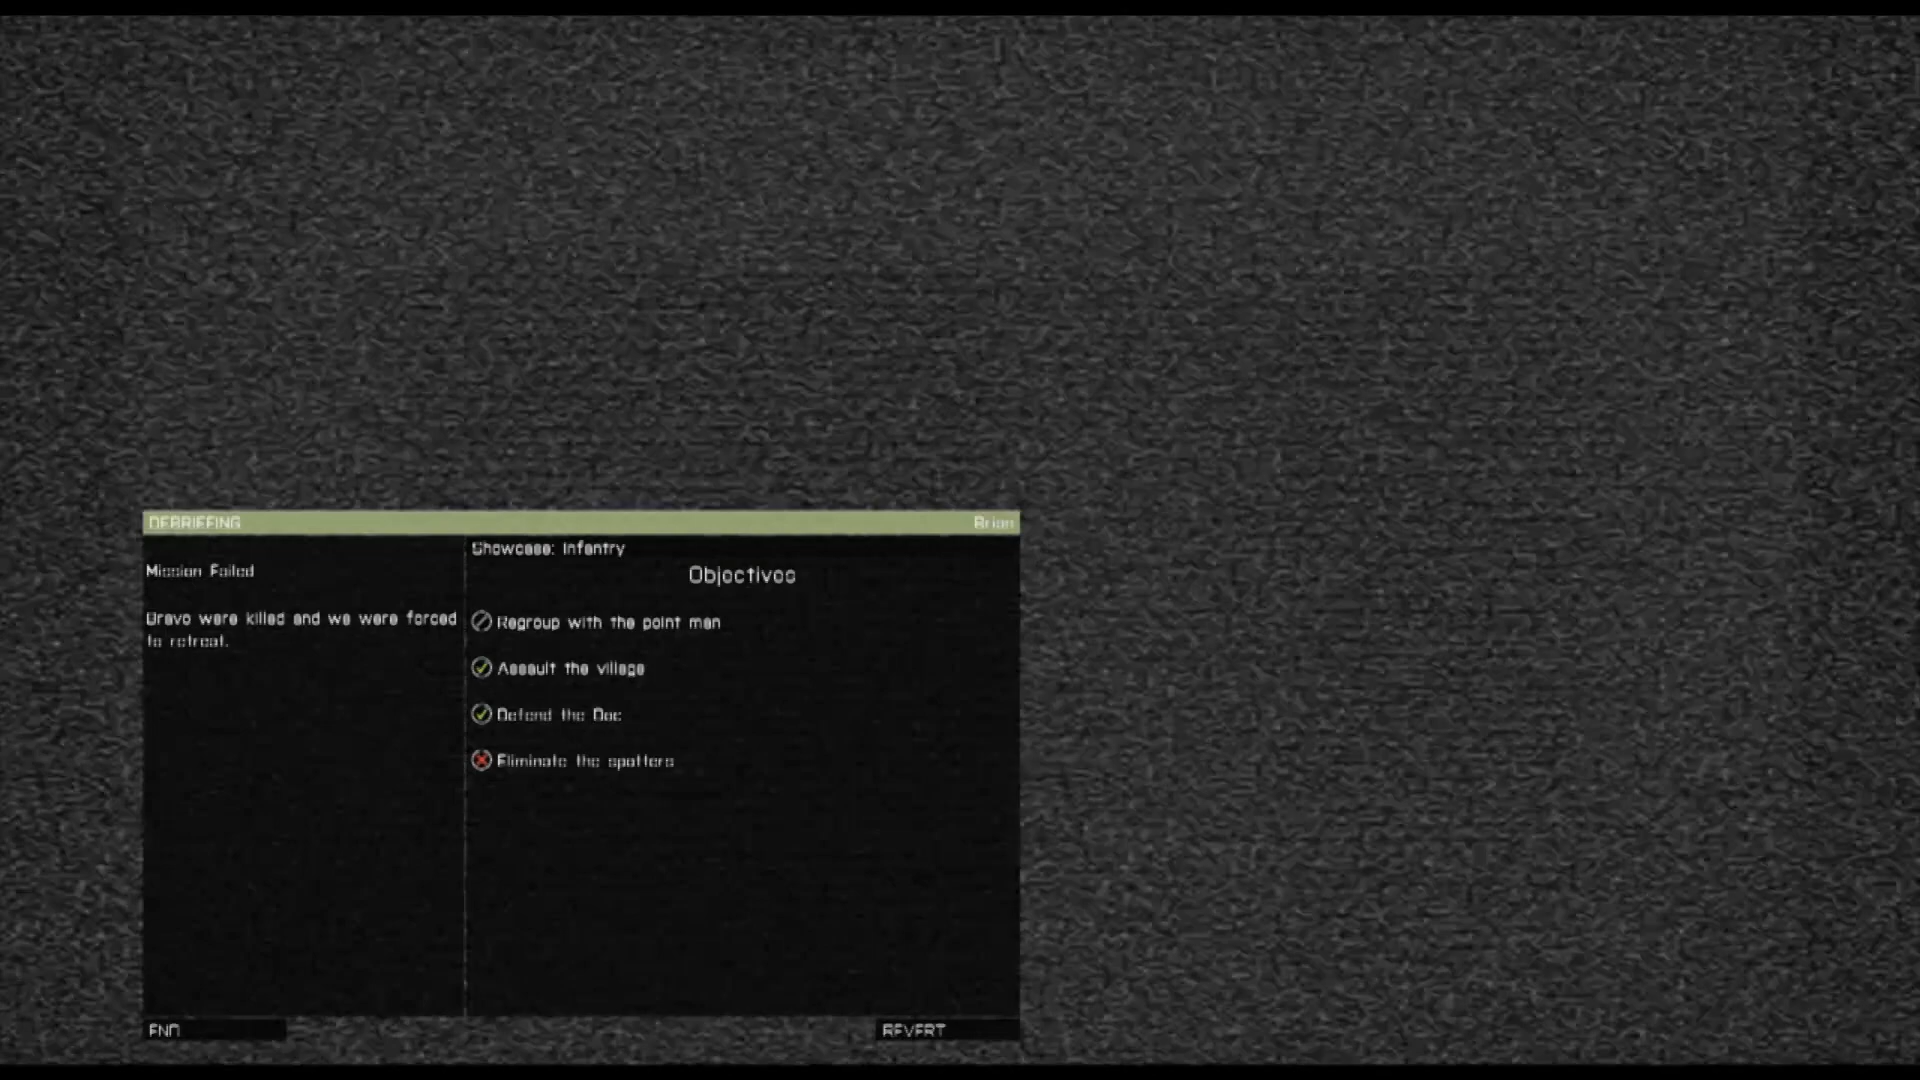 DEBRIEFING
Brian
Mission Failed
Bravo were killed and we were forced
to retreat.
Showcase: Infantry
Objectives
Regroup with the point man
Assault the village
Defend the Doc
Eliminate the spotters
END
REVERT